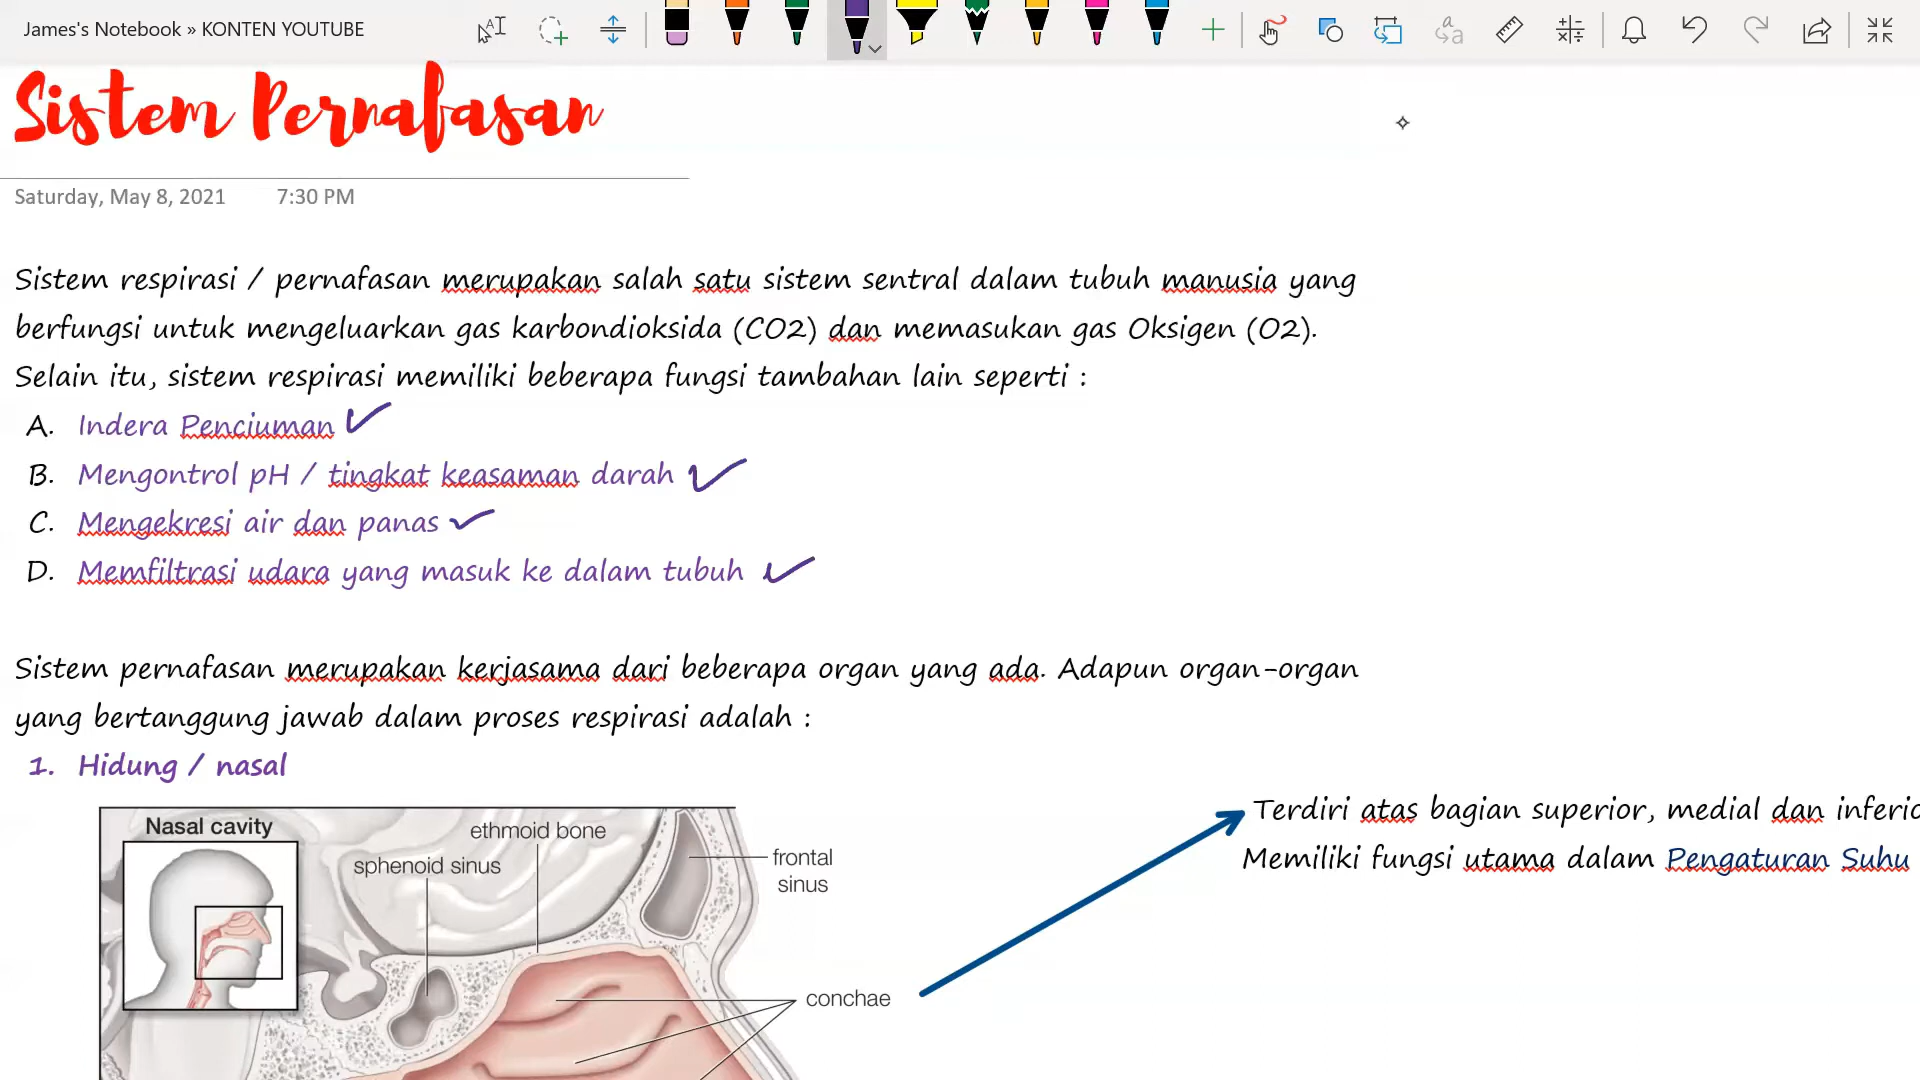 James's Notebook » KONTEN YOUTUBE
Sistem Pernafasan
Saturday, May 8, 2021 7:30 PM
Sistem respirasi / pernafasan merupakan salah satu sistem sentral dalam tubuh manusia yang
berfungsi untuk mengeluarkan gas karbondioksida (CO2) dan memasukan gas Oksigen (O2).
Selain itu, sistem respirasi memiliki beberapa fungsi tambahan lain seperti :
A. Indera Penciuman
B. Mengontrol pH / tingkat keasaman darah
C. Mengekresi air dan panas
D. Memfiltrasi udara yang masuk ke dalam tubuh
Sistem pernafasan merupakan kerjasama dari beberapa organ yang ada. Adapun organ-organ
yang bertanggung jawab dalam proses respirasi adalah :
1. Hidung / nasal
Nasal cavity
ethmoid bone
sphenoid sinus
frontal
sinus
conchae
Terdiri atas bagian superior, medial dan
Memiliki fungsi utama dalam Pengaturan Suhu